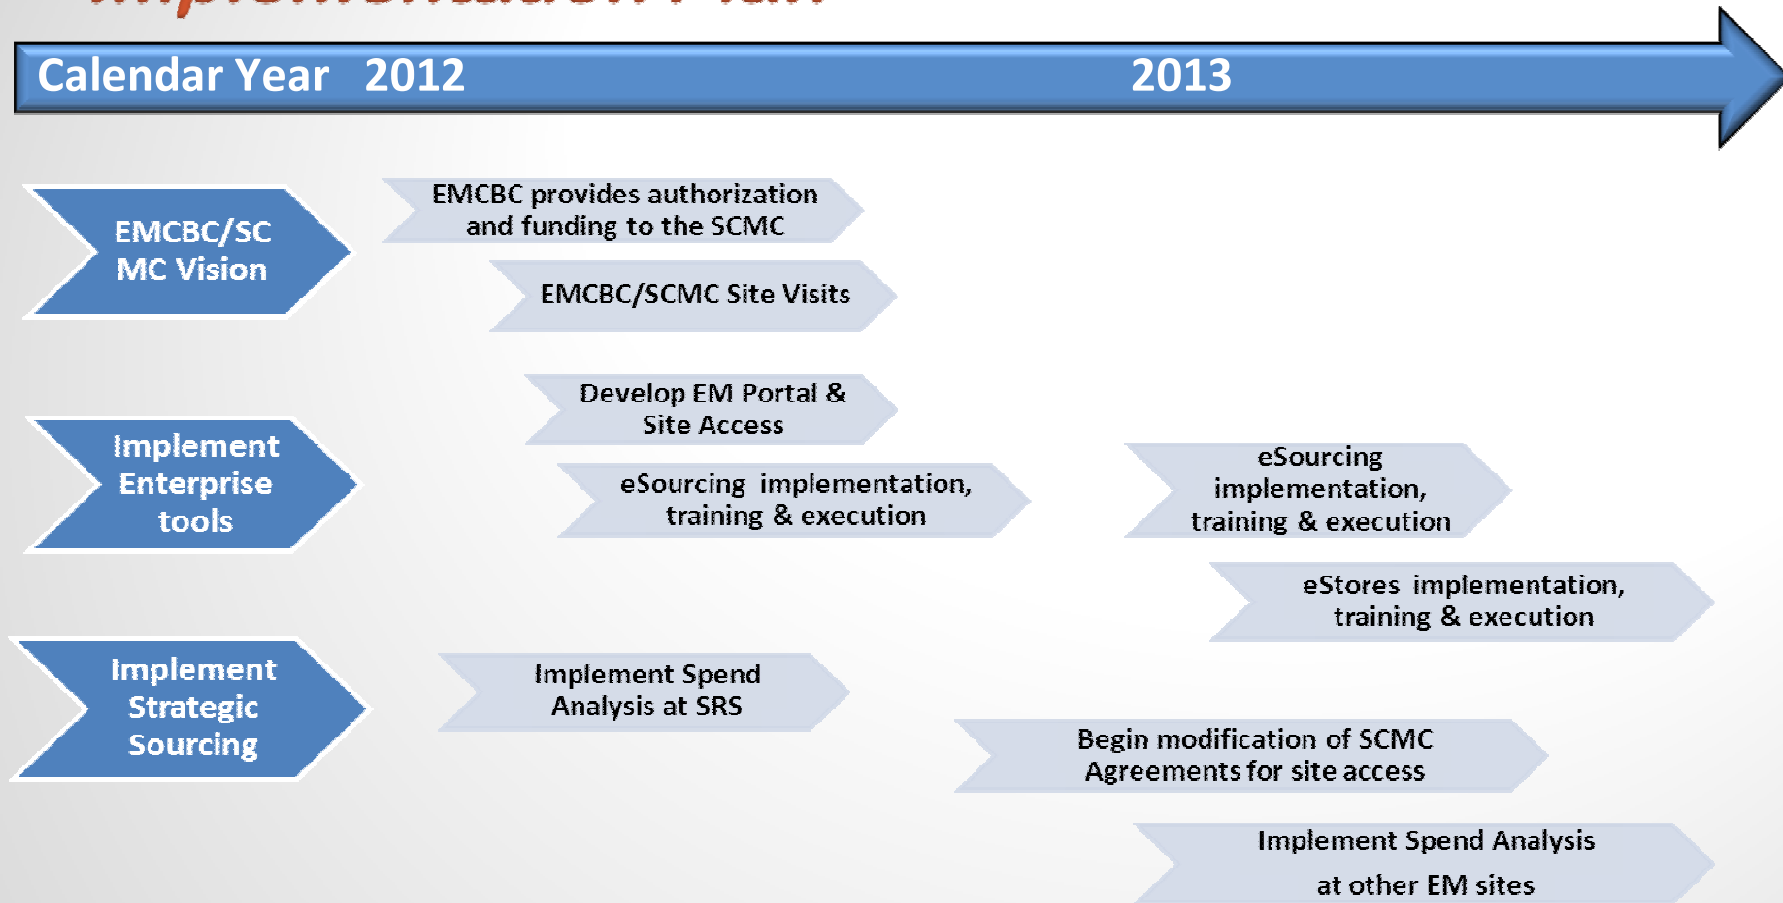 Implementation Plan
Calendar Year 2012 2013
EMCBC/SC
MC Vision
EMCBC provides authorization
and funding to the SCMC
EMCBC/SCMC Site Visits
Implement
Enterprise
tools
Develop EM Portal &
Site Access
eSourcing implementation,
training & execution
eSourcing
implementation,
training & execution
eStores implementation,
training & execution
Implement
Strategic
Sourcing
Implement Spend
Analysis at SRS
Begin modification of SCMC
Agreements for site access
Implement Spend Analysis
at other EM sites